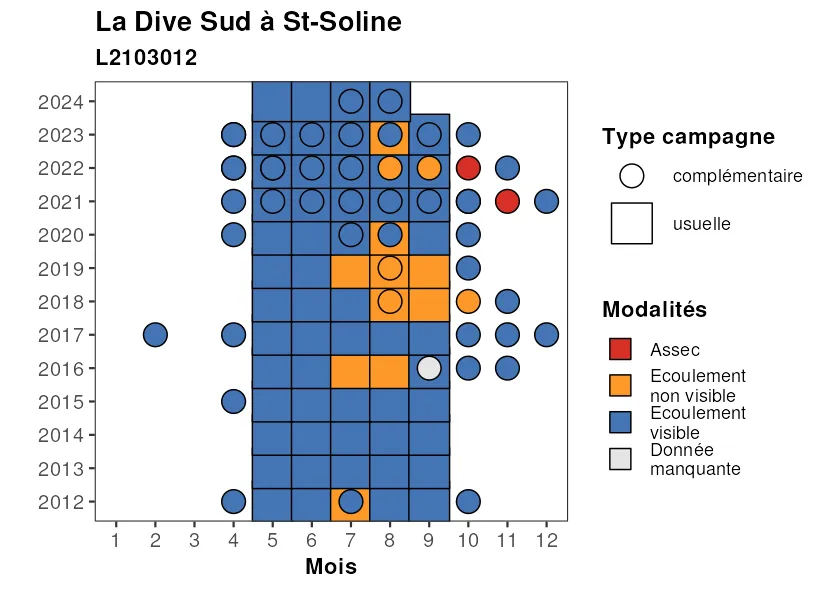 La Dive Sud à St-Soline
L2103012
2024
2023
2022
2021
2020
2019
2018
2017
2016
2015
2014
2013
2012
1 2 3 4 5 6 7 8 9 10 11 12
Mois
Type campagne
complémentaire
usuelle
Modalités
Assec
Ecoulement
non visible
Ecoulement
visible
Donnée
manquante